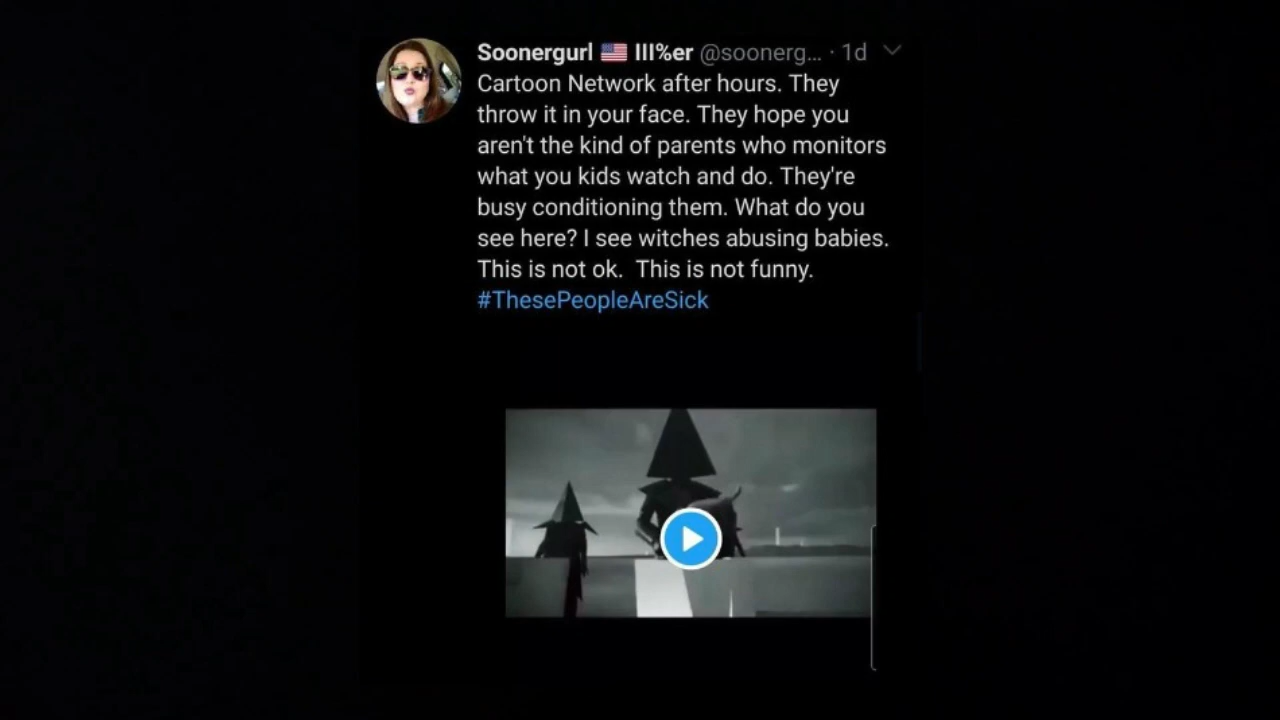 Soonergurl 🇺🇸 III%er @soonerg... · 1d
Cartoon Network after hours. They
throw it in your face. They hope you
aren't the kind of parents who monitors
what you kids watch and do. They're
busy conditioning them. What do you
see here? I see witches abusing babies.
This is not ok.  This is not funny.
#ThesePeopleAreSick